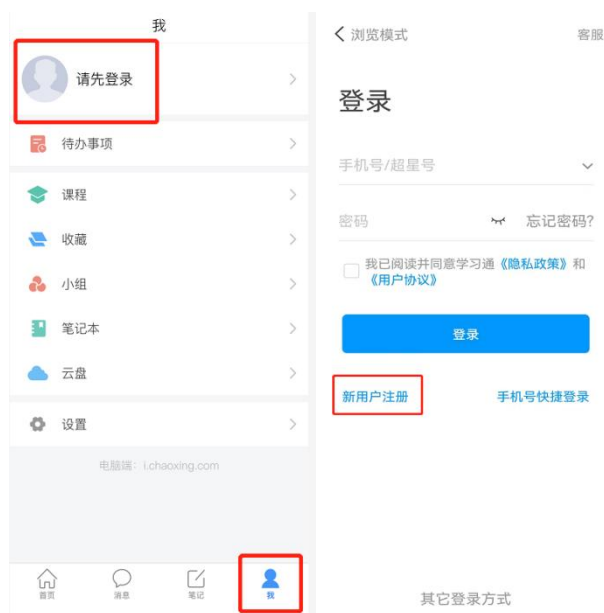 我
请先登录
待办事项
课程
收藏
小组
笔记本
云盘
设置
电脑端：i.chaoxing.com
首页
消息
笔记
我
浏览模式
客服
登录
手机号/超星号
密码
忘记密码?
我已阅读并同意学习通《隐私政策》和
《用户协议》
登录
新用户注册
手机号快捷登录
其它登录方式